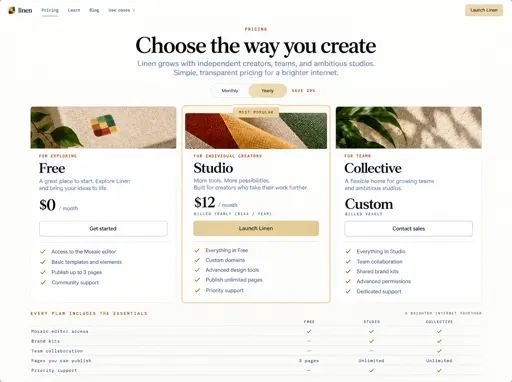 linen
Pricing
Learn
Blog
Use cases
Launch Linen
PRICING
Choose the way you create
Linen grows with independent creators, teams, and ambitious studios.
Simple, transparent pricing for a brighter internet.
Monthly
Yearly
SAVE 20%
MOST POPULAR
FOR EXPLORING
Free
A great place to start. Explore Linen
and bring your ideas to life.
$0 / month
Get started
✓ Access to the Mosaic editor
✓ Basic templates and elements
✓ Publish up to 3 pages
✓ Community support
FOR INDIVIDUAL CREATORS
Studio
More tools. More possibilities.
Built for creators who take their work further.
$12 / month
BILLED YEARLY ($144 / YEAR)
Launch Linen
✓ Everything in Free
✓ Custom domains
✓ Advanced design tools
✓ Publish unlimited pages
✓ Priority support
FOR TEAMS
Collective
A flexible home for growing teams
and ambitious studios.
Custom
BILLED YEARLY
Contact sales
✓ Everything in Studio
✓ Team collaboration
✓ Shared brand kits
✓ Advanced permissions
✓ Dedicated support
EVERY PLAN INCLUDES THE ESSENTIALS
A BRIGHTER INTERNET TOGETHER
FREE STUDIO COLLECTIVE
Mosaic editor access ✓ ✓ ✓
Brand kits — ✓ ✓
Team collaboration — — ✓
Pages you can publish 3 pages Unlimited Unlimited
Priority support — ✓ ✓